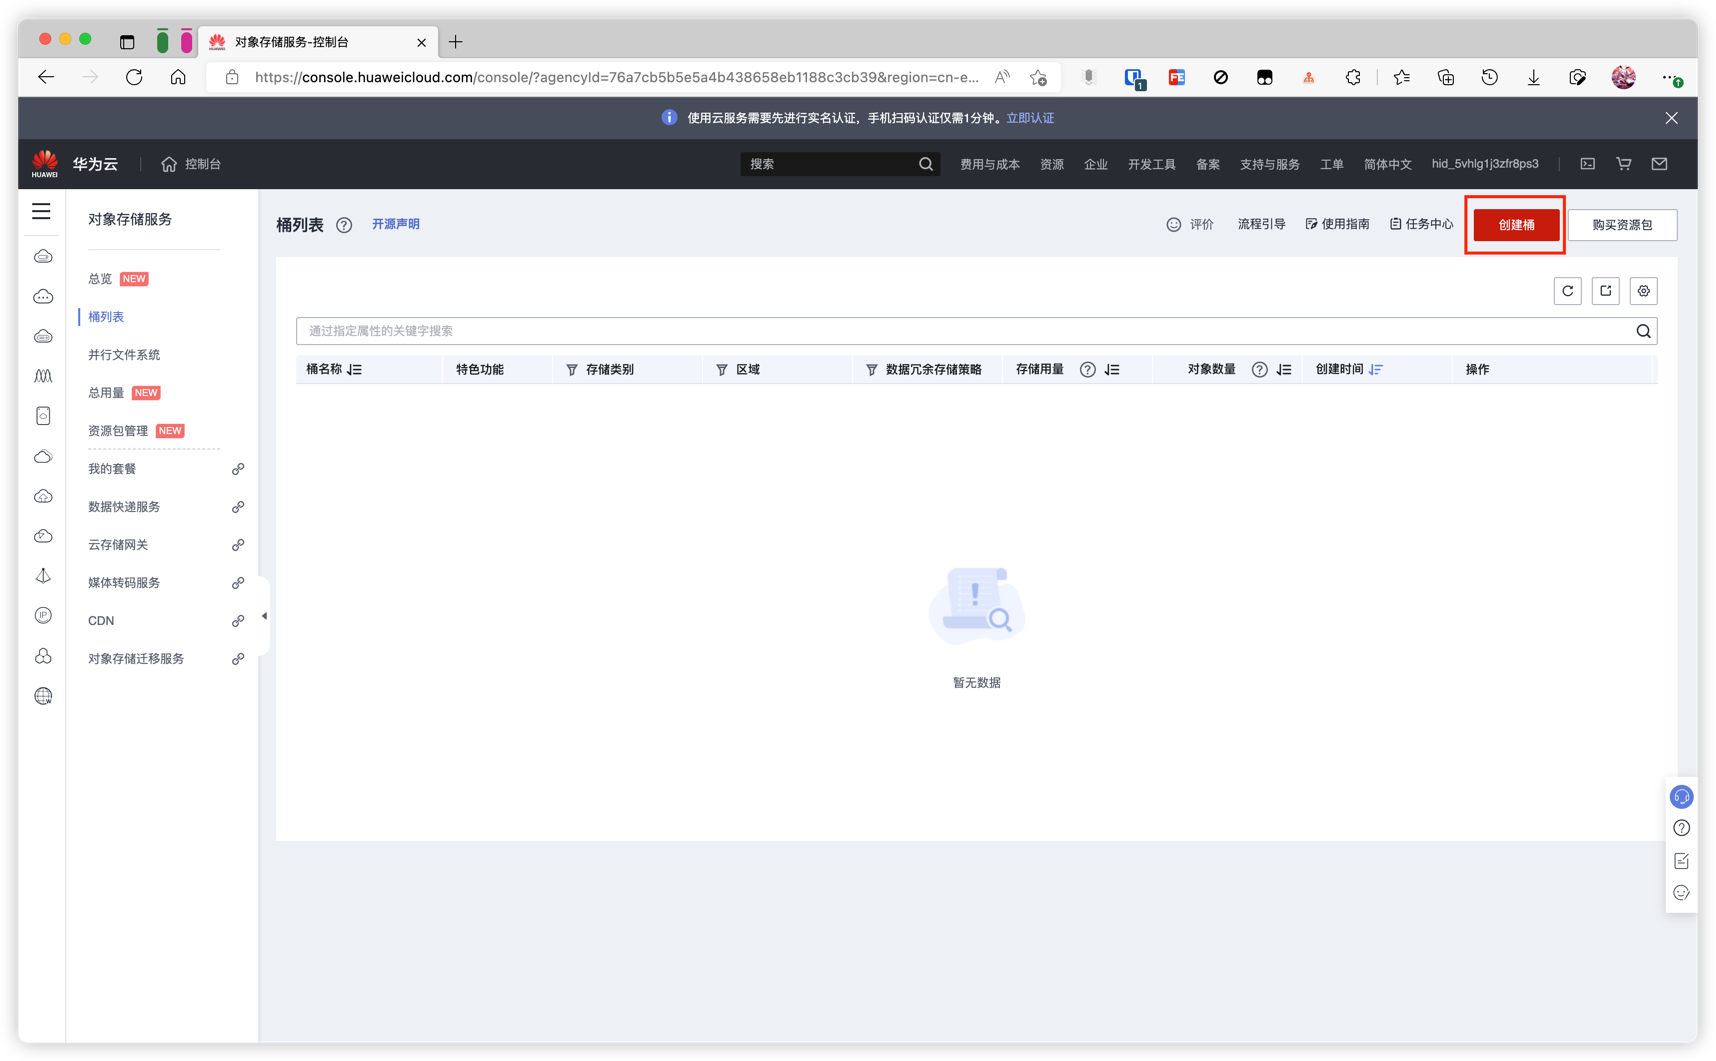 对象存储服务-控制台
https://console.huaweicloud.com/console/?agencyId=76a7cb5b5e5a4b438658eb1188c3cb39&region=cn-e...
1
使用云服务需要先进行实名认证，手机扫码认证仅需1分钟。立即认证
HUAWEI
华为云
控制台
搜索
费用与成本
资源
企业
开发工具
备案
支持与服务
工单
简体中文
hid_5vhlg1j3zfr8ps3
对象存储服务
总览 NEW
桶列表
并行文件系统
总用量 NEW
资源包管理 NEW
我的套餐
数据快递服务
云存储网关
媒体转码服务
CDN
对象存储迁移服务
IP
桶列表
开源声明
评价
流程引导
使用指南
任务中心
创建桶
购买资源包
通过指定属性的关键字搜索
桶名称
特色功能
存储类别
区域
数据冗余存储策略
存储用量
对象数量
创建时间
操作
暂无数据